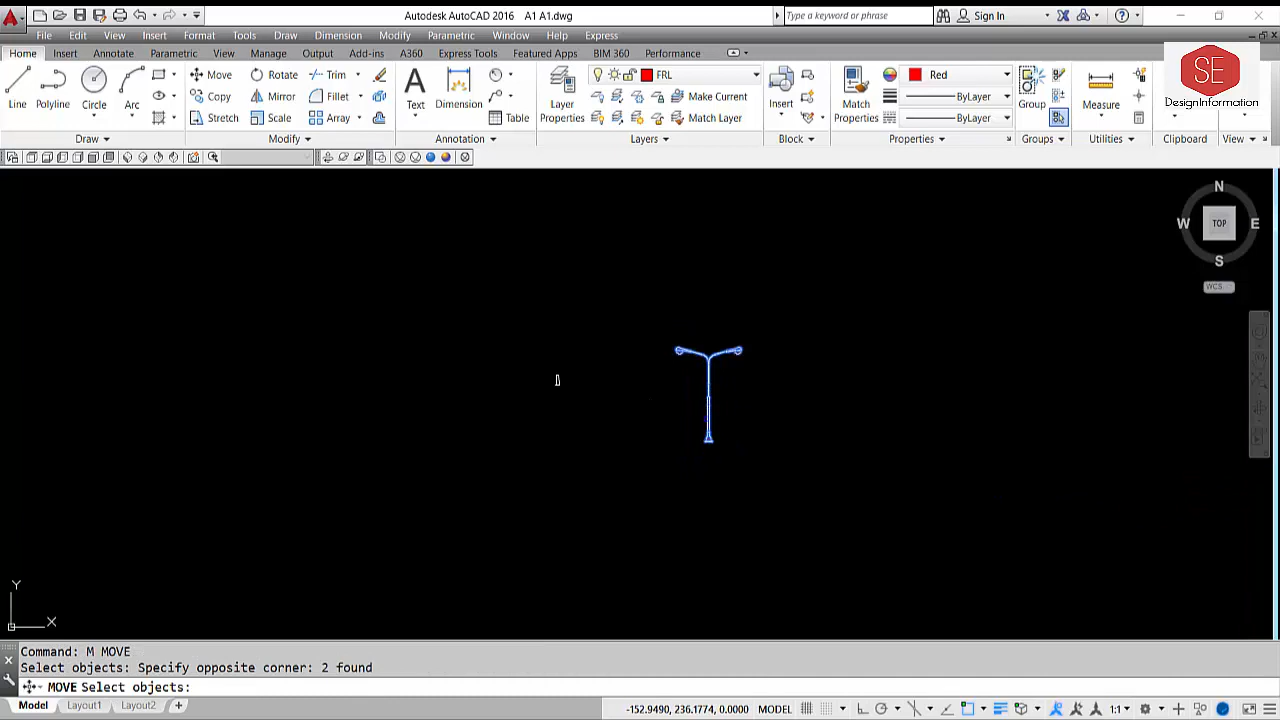 Autodesk AutoCAD 2016 A1 A1.dwg
Type a keyword or phrase
Sign In
File Edit View Insert Format Tools Draw Dimension Modify Parametric Window Help Express
Home Insert Annotate Parametric View Manage Output Add-ins A360 Express Tools Featured Apps BIM 360 Performance
Line Polyline Circle Arc
Move Rotate Trim
Copy Mirror Fillet
Stretch Scale Array
Text Dimension Table
Layer Properties
FRL
Make Current
Match Layer
Insert
Match Properties
Red
ByLayer
ByLayer
Group
Measure
Draw Modify Annotation Layers Block Properties Groups Utilities Clipboard View
SE
DesignInformation
N
W TOP E
S
WCS
Y
X
Command: M MOVE
Select objects: Specify opposite corner: 2 found
MOVE Select objects:
Model Layout1 Layout2 +
-152.9490, 236.1774, 0.0000 MODEL 1:1